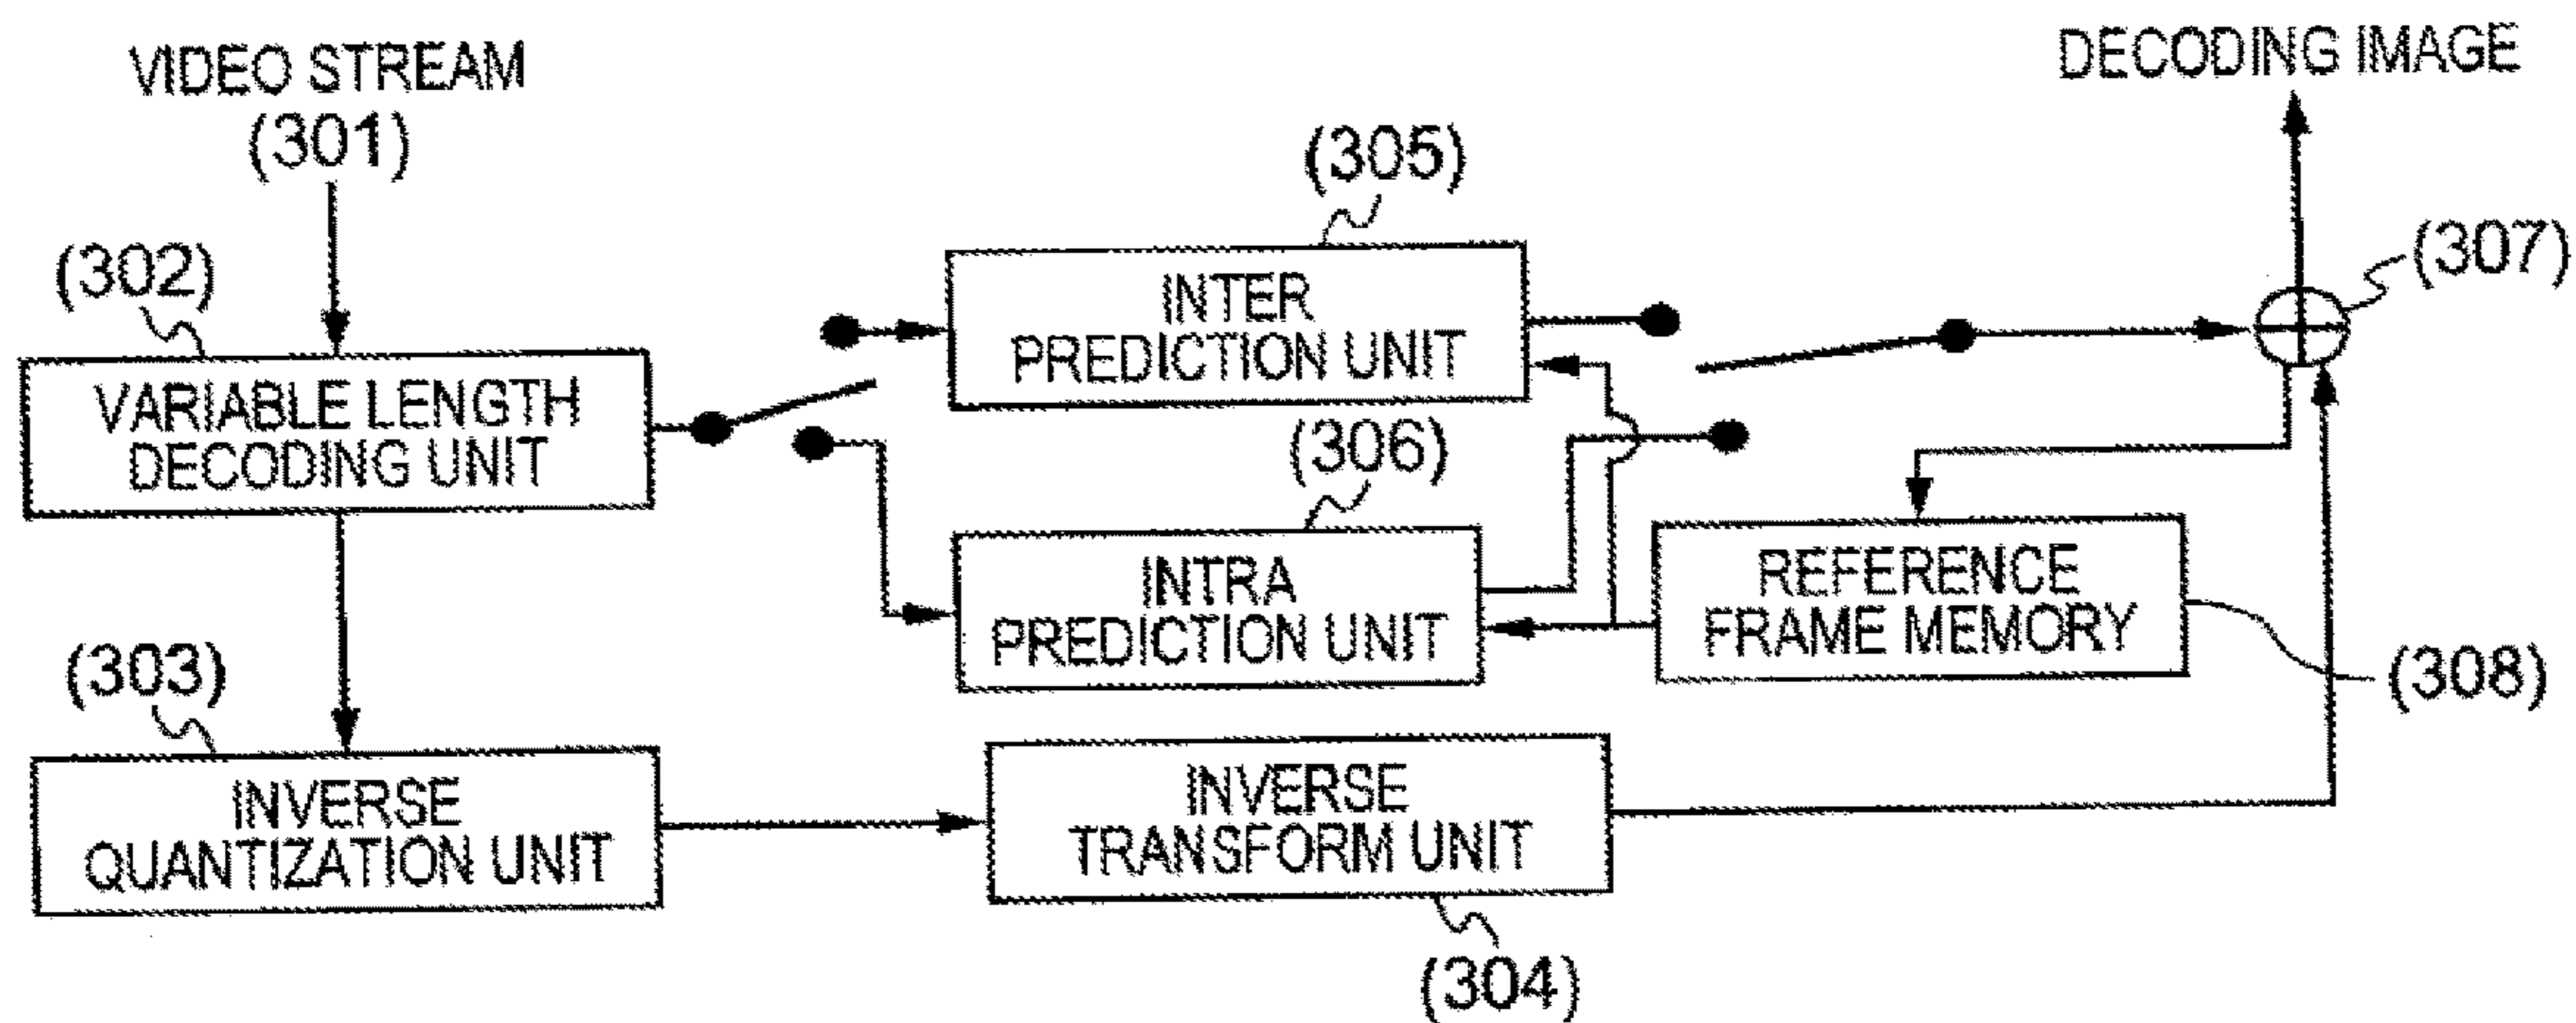 VIDEO STREAM
(301)
DECODING IMAGE
(305)
(307)
(302)
INTER
PREDICTION UNIT
VARIABLE LENGTH
DECODING UNIT
(306)
INTRA
PREDICTION UNIT
REFERENCE
FRAME MEMORY
(308)
(303)
INVERSE
QUANTIZATION UNIT
INVERSE
TRANSFORM UNIT
(304)